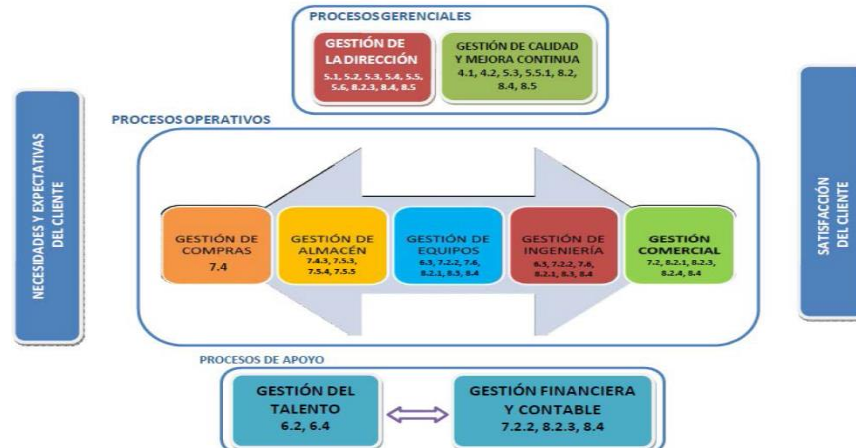 PROCESOS GERENCIALES
GESTIÓN DE
LA DIRECCIÓN
5.1, 5.2, 5.3, 5.4, 5.5,
5.6, 8.2.3, 8.4, 8.5
GESTIÓN DE CALIDAD
Y MEJORA CONTINUA
4.1, 4.2, 5.3, 5.5.1, 8.2,
8.4, 8.5
NECESIDADES Y EXPECTATIVAS
DEL CLIENTE
PROCESOS OPERATIVOS
GESTIÓN DE
COMPRAS
7.4
GESTIÓN DE
ALMACÉN
7.4.3, 7.5.3,
7.5.4, 7.5.5
GESTIÓN DE
EQUIPOS
6.3, 7.2.2, 7.6,
8.2.1, 8.3, 8.4
GESTIÓN DE
INGENIERÍA
6.3, 7.2.2, 7.6,
8.2.1, 8.3, 8.4
GESTIÓN
COMERCIAL
7.2, 8.2.1, 8.2.3,
8.2.4, 8.4
SATISFACCIÓN
DEL CLIENTE
PROCESOS DE APOYO
GESTIÓN DEL
TALENTO
6.2, 6.4
GESTIÓN FINANCIERA
Y CONTABLE
7.2.2, 8.2.3, 8.4